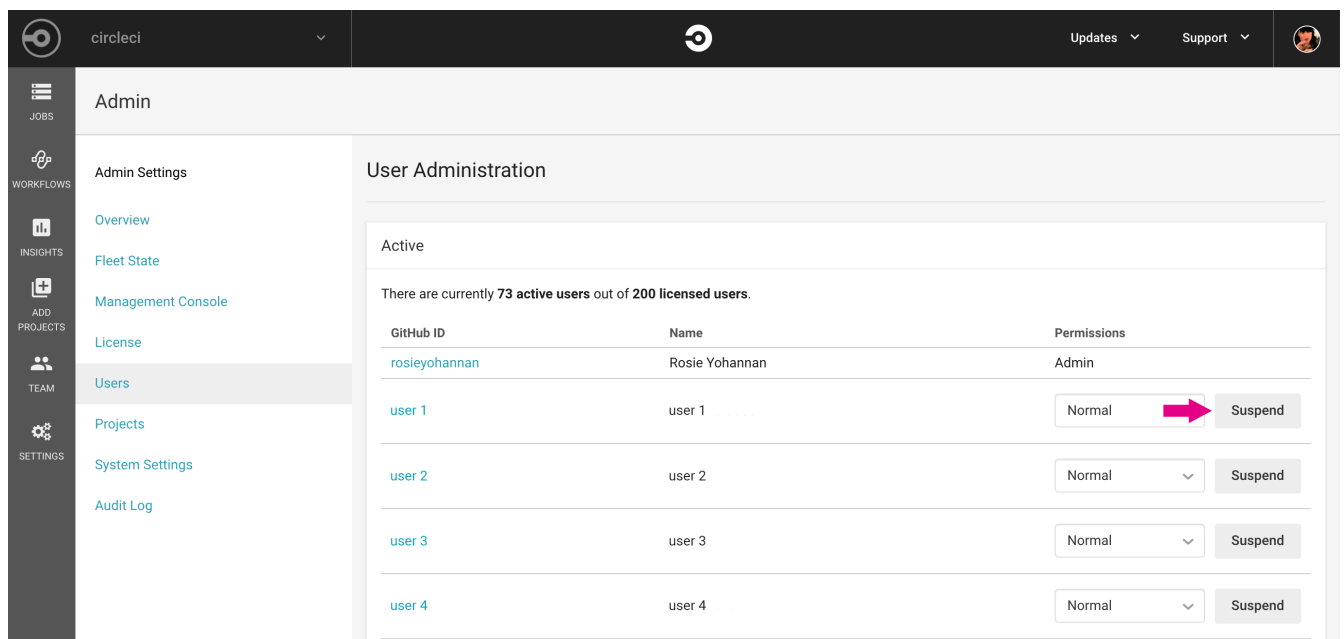 circleci
Updates
Support
JOBS
WORKFLOWS
INSIGHTS
ADD
PROJECTS
TEAM
SETTINGS
Admin
Admin Settings
Overview
Fleet State
Management Console
License
Users
Projects
System Settings
Audit Log
User Administration
Active
There are currently 73 active users out of 200 licensed users.
GitHub ID Name Permissions
rosieyohannan Rosie Yohannan Admin
user 1 user 1 Normal Suspend
user 2 user 2 Normal Suspend
user 3 user 3 Normal Suspend
user 4 user 4 Normal Suspend